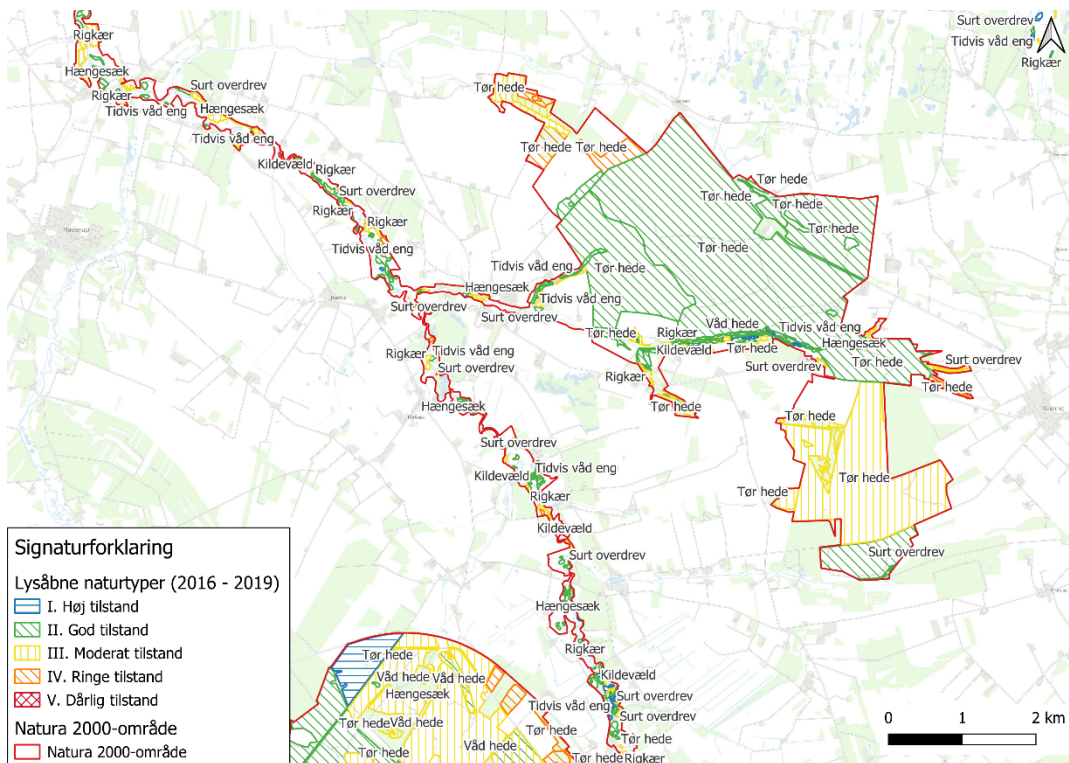 Surt overdrev
Tidvis våd eng
Rigkær
Rigkær
Hængesæk
Rigkær
Tidvis våd eng
Surt overdrev
Hængesæk
Tidvis våd eng
Kildevæld
Rigkær
Surt overdrev
Rigkær
Rigkær
Tidvis våd eng
Tør hede
Tør hede
Tør hede
Tør hede
Tør hede
Tør hede
Tør hede
Tør hede
Tidvis våd eng
Tør hede
Hængesæk
Tidvis våd eng
Surt overdrev
Surt overdrev
Tør hede
Rigkær
Våd hede
Tidvis våd eng
Hængesæk
Kildevæld
Tør hede
Surt overdrev
Tør hede
Surt overdrev
Tør hede
Rigkær
Tør hede
Rigkær
Tidvis våd eng
Surt overdrev
Hængesæk
Tør hede
Tør hede
Tør hede
Surt overdrev
Surt overdrev
Kildevæld
Tidvis våd eng
Rigkær
Kildevæld
Surt overdrev
Hængesæk
Rigkær
Kildevæld
Surt overdrev
Tidvis våd eng
Surt overdrev
Tør hede
Rigkær
Tør hede
Våd hede
Våd hede
Hængesæk
Tør hede
Våd hede
Tør hede
Tør hede
Våd hede
Tør hede
Signaturforklaring
Lysåbne naturtyper (2016 - 2019)
I. Høj tilstand
II. God tilstand
III. Moderat tilstand
IV. Ringe tilstand
V. Dårlig tilstand
Natura 2000-område
Natura 2000-område
0 1 2 km